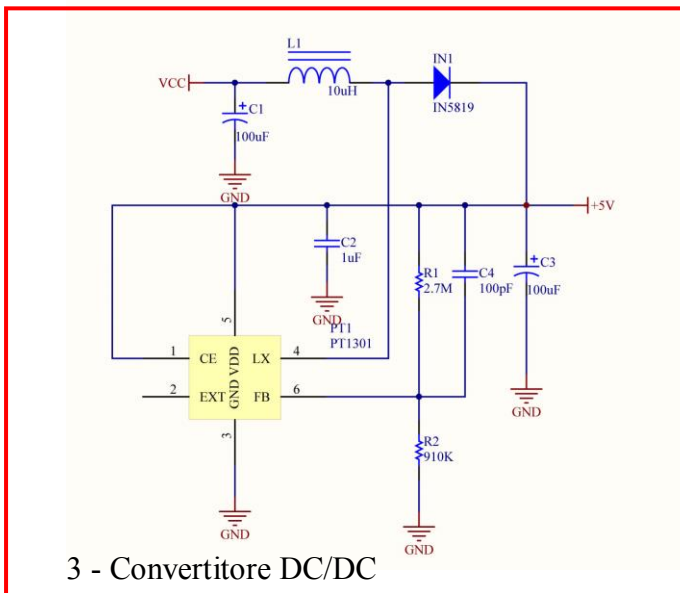 L1
10uH
VCC
C1
100uF
GND
IN1
IN5819
+5V
C2
1uF
GND
R1
2.7M
C4
100pF
C3
100uF
GND
PT1
PT1301
5
1
CE
VDD
LX
4
2
EXT
GND
FB
6
3
R2
910K
GND
GND
3 - Convertitore DC/DC